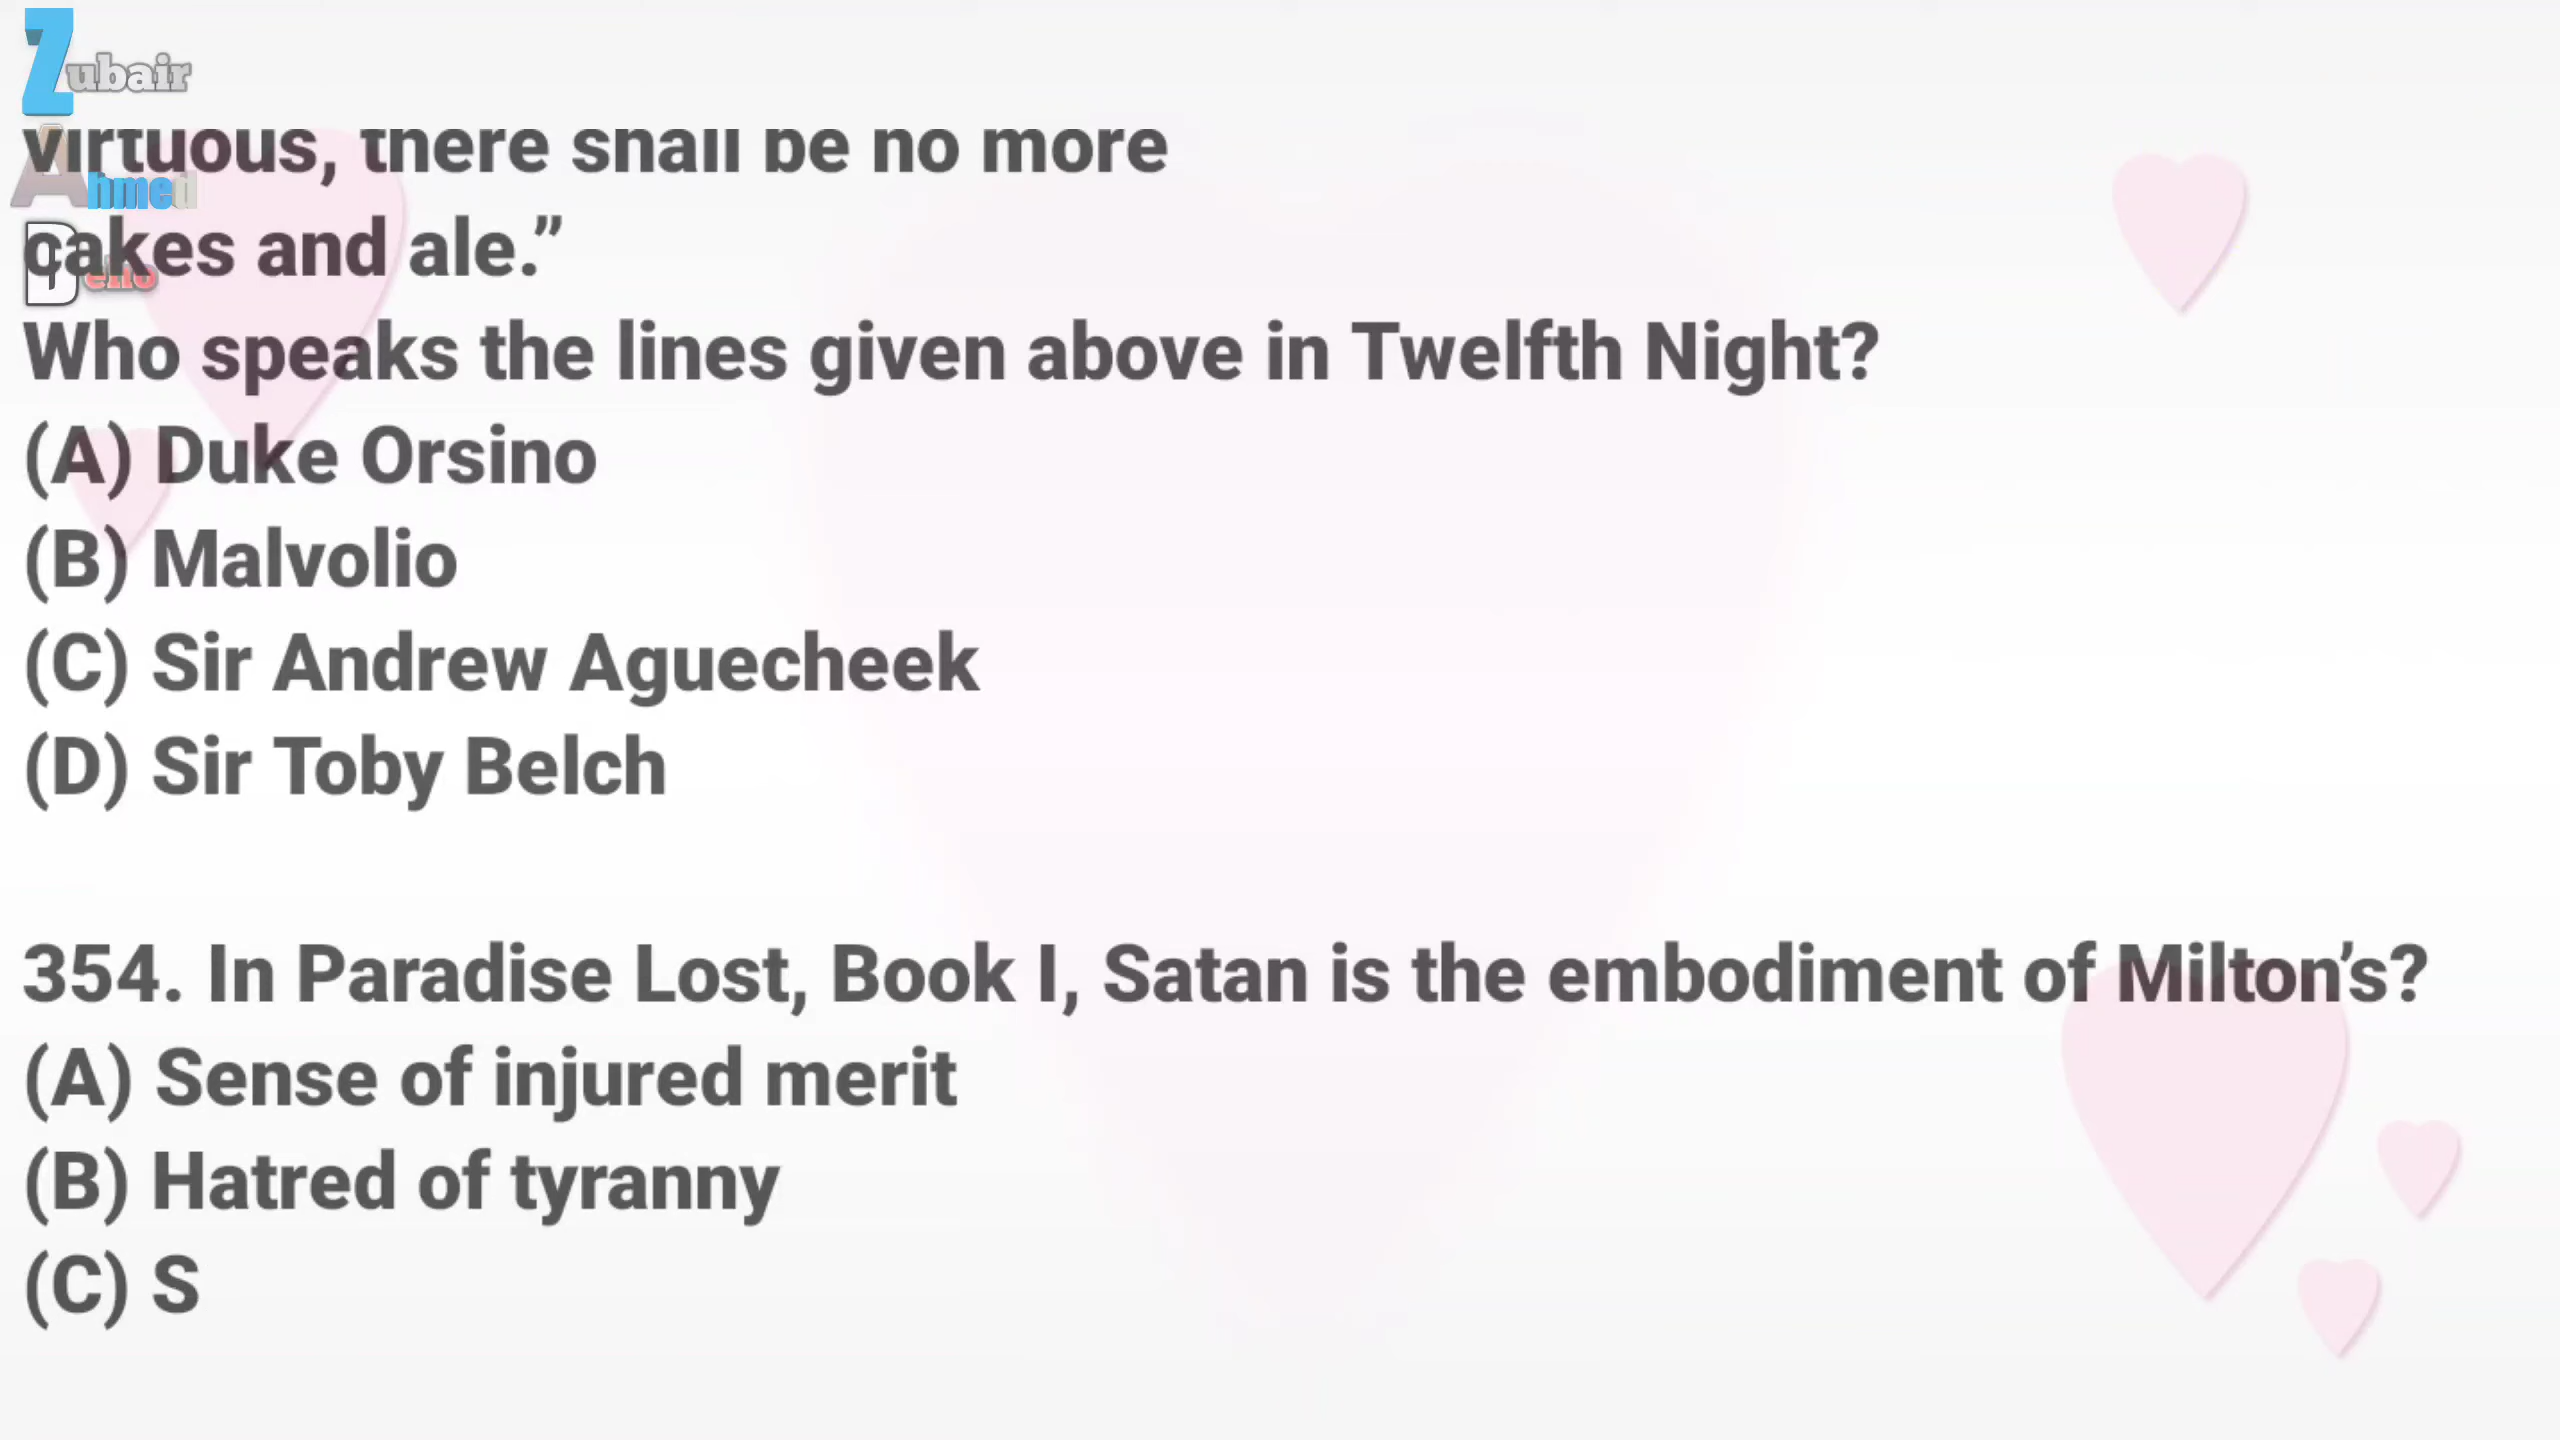 Zubair
virtuous, there shall be no more
Ahmed
cakes and ale.”
Who speaks the lines given above in Twelfth Night?
(A) Duke Orsino
(B) Malvolio
(C) Sir Andrew Aguecheek
(D) Sir Toby Belch
354. In Paradise Lost, Book I, Satan is the embodiment of Milton’s?
(A) Sense of injured merit
(B) Hatred of tyranny
(C) S